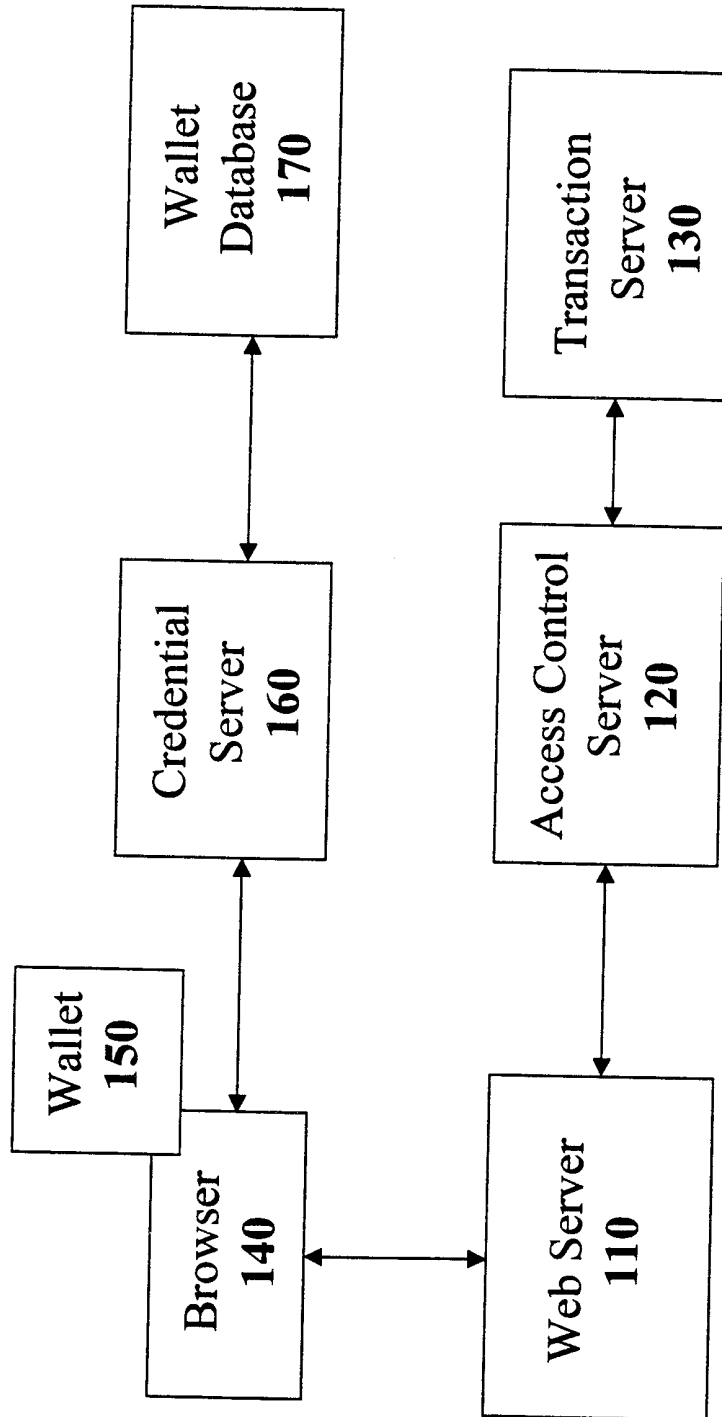 Wallet
150
Browser
140
Credential
Server
160
Wallet
Database
170
Web Server
110
Access Control
Server
120
Transaction
Server
130